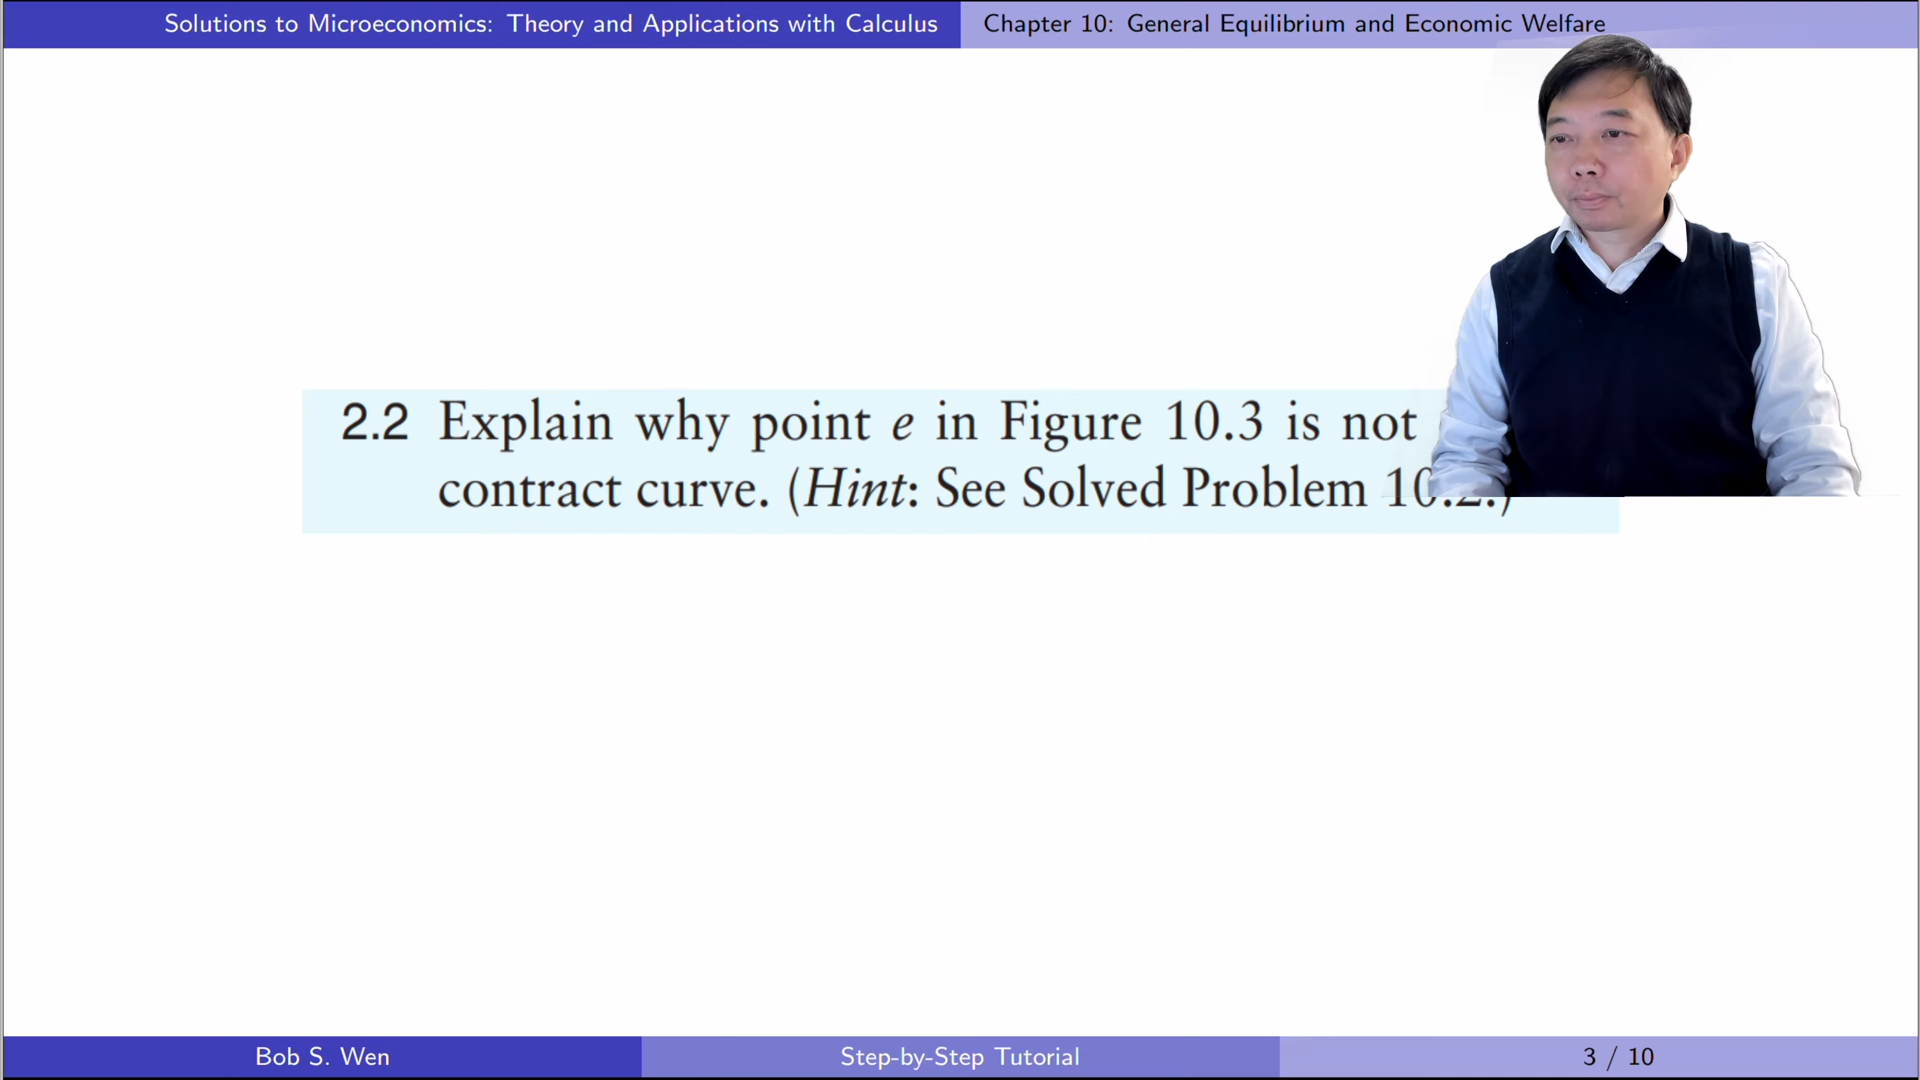 Solutions to Microeconomics: Theory and Applications with Calculus
Chapter 10: General Equilibrium and Economic Welfare
2.2 Explain why point e in Figure 10.3 is not
contract curve. (Hint: See Solved Problem 10.2.)
Bob S. Wen
Step-by-Step Tutorial
3 / 10